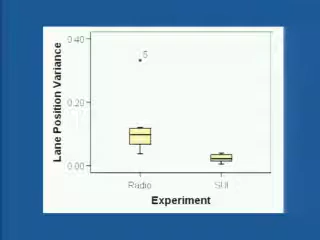 Lane Position Variance
0.40
5
0.20
0.00
Radio
SUI
Experiment